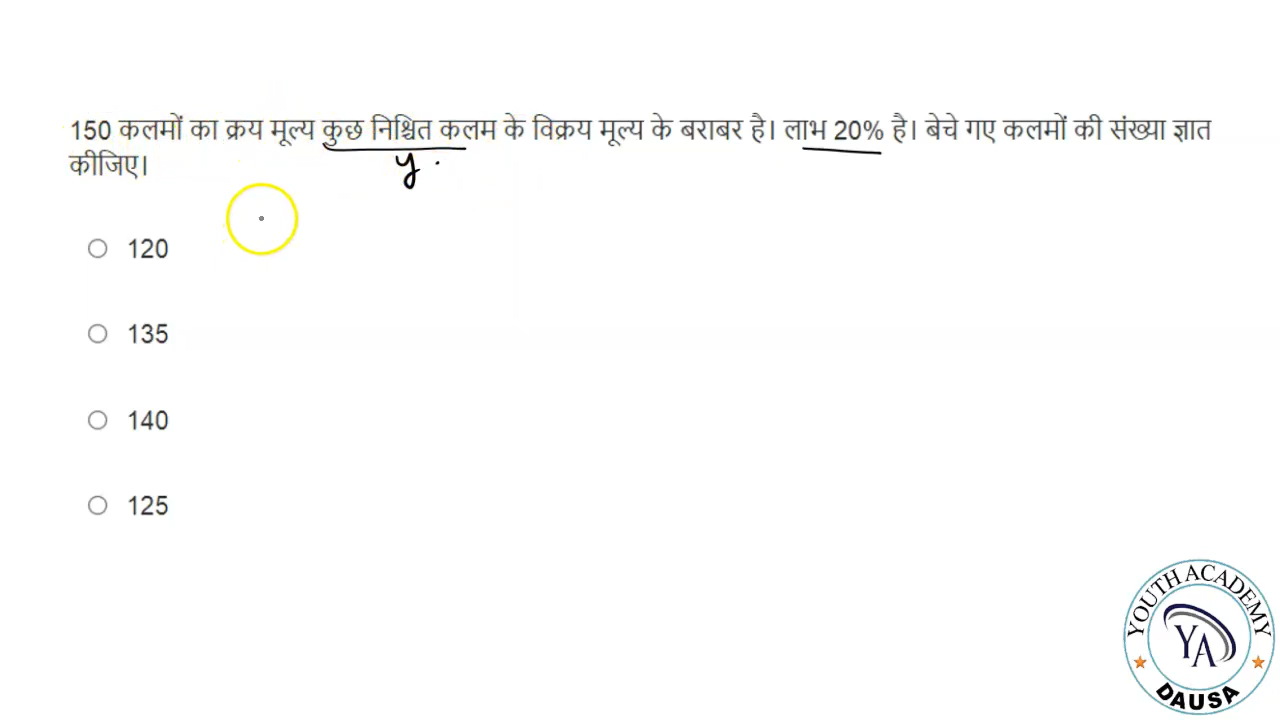 150 कलमों का क्रय मूल्य कुछ निश्चित कलम के विक्रय मूल्य के बराबर है। लाभ 20% है। बेचे गए कलमों की संख्या ज्ञात
कीजिए।
y
120
135
140
125
YOUTH ACADEMY
YA
DAUSA